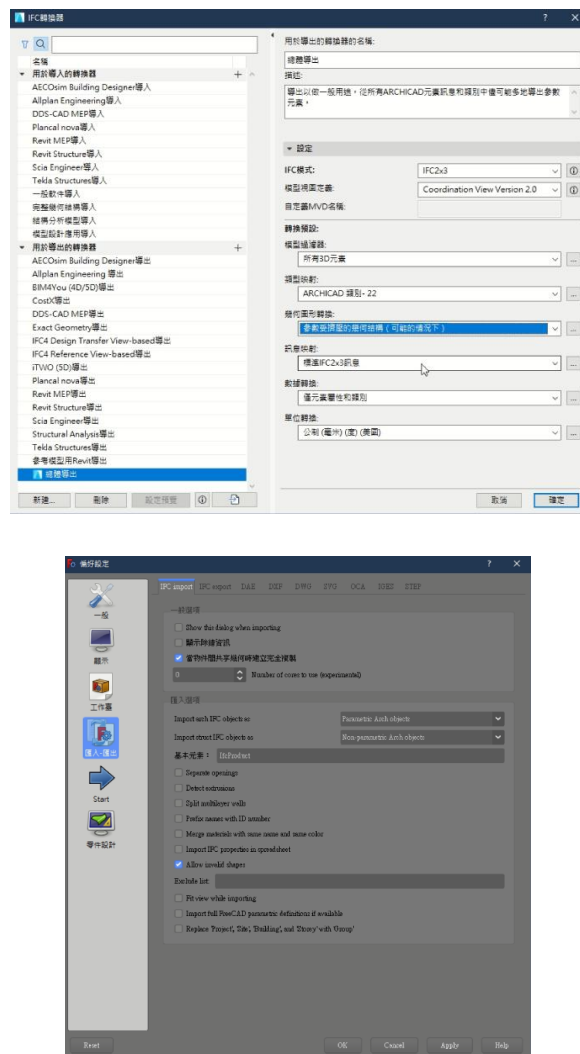 IFC轉換器
?
名稱
用於導入的轉換器
AECOsim Building Designer導入
Allplan Engineering導入
DDS-CAD MEP導入
Plancal nova導入
Revit MEP導入
Revit Structure導入
Scia Engineer導入
Tekla Structures導入
一般軟件導入
完整幾何結構導入
結構分析模型導入
模型設計應用導入
用於導出的轉換器
AECOsim Building Designer導出
Allplan Engineering 導出
BIM4You (4D/5D)導出
CostX導出
DDS-CAD MEP導出
Exact Geometry導出
IFC4 Design Transfer View-based導出
IFC4 Reference View-based導出
iTWO (5D)導出
Plancal nova導出
Revit MEP導出
Revit Structure導出
Scia Engineer導出
Structural Analysis導出
Tekla Structures導出
參考模型用Revit導出
總體導出
新建...
刪除
設定預覽
用於導出的轉換器的名稱:
總體導出
描述:
導出以做一般用途，從所有ARCHICAD元素訊息和類別中儘可能多地導出參數
元素。
設定
IFC模式: IFC2x3
模型視圖定義: Coordination View Version 2.0
自定義MVD名稱:
轉換預設:
模型過濾器:
所有3D元素
類型映射:
ARCHICAD 類別- 22
幾何圖形轉換:
參數受擠壓的幾何結構（可能的情況下）
訊息映射:
標準IFC2x3訊息
數據轉換:
僅元素屬性和類別
單位轉換:
公制 (毫米) (度) (美國)
取消
確定
偏好設定
?
一般
顯示
工作臺
匯入-匯出
Start
零件設計
IFC import IFC export DAE DXF DWG SVG OCA IGES STEP
一般選項
Show this dialog when importing
顯示除錯資訊
當物件間共享幾何時建立完全複製
0 Number of cores to use (experimental)
匯入選項
Import arch IFC objects as Parametric Arch objects
Import struct IFC objects as Non-parametric Arch objects
基本元素： IfcProduct
Separate openings
Detect extrusions
Split multilayer walls
Prefix names with ID number
Merge materials with same name and same color
Import IFC properties in spreadsheet
Allow invalid shapes
Exclude list:
Fit view while importing
Import full FreeCAD parametric definitions if available
Replace 'Project', 'Site', 'Building', and 'Storey' with 'Group'
Reset
OK
Cancel
Apply
Help